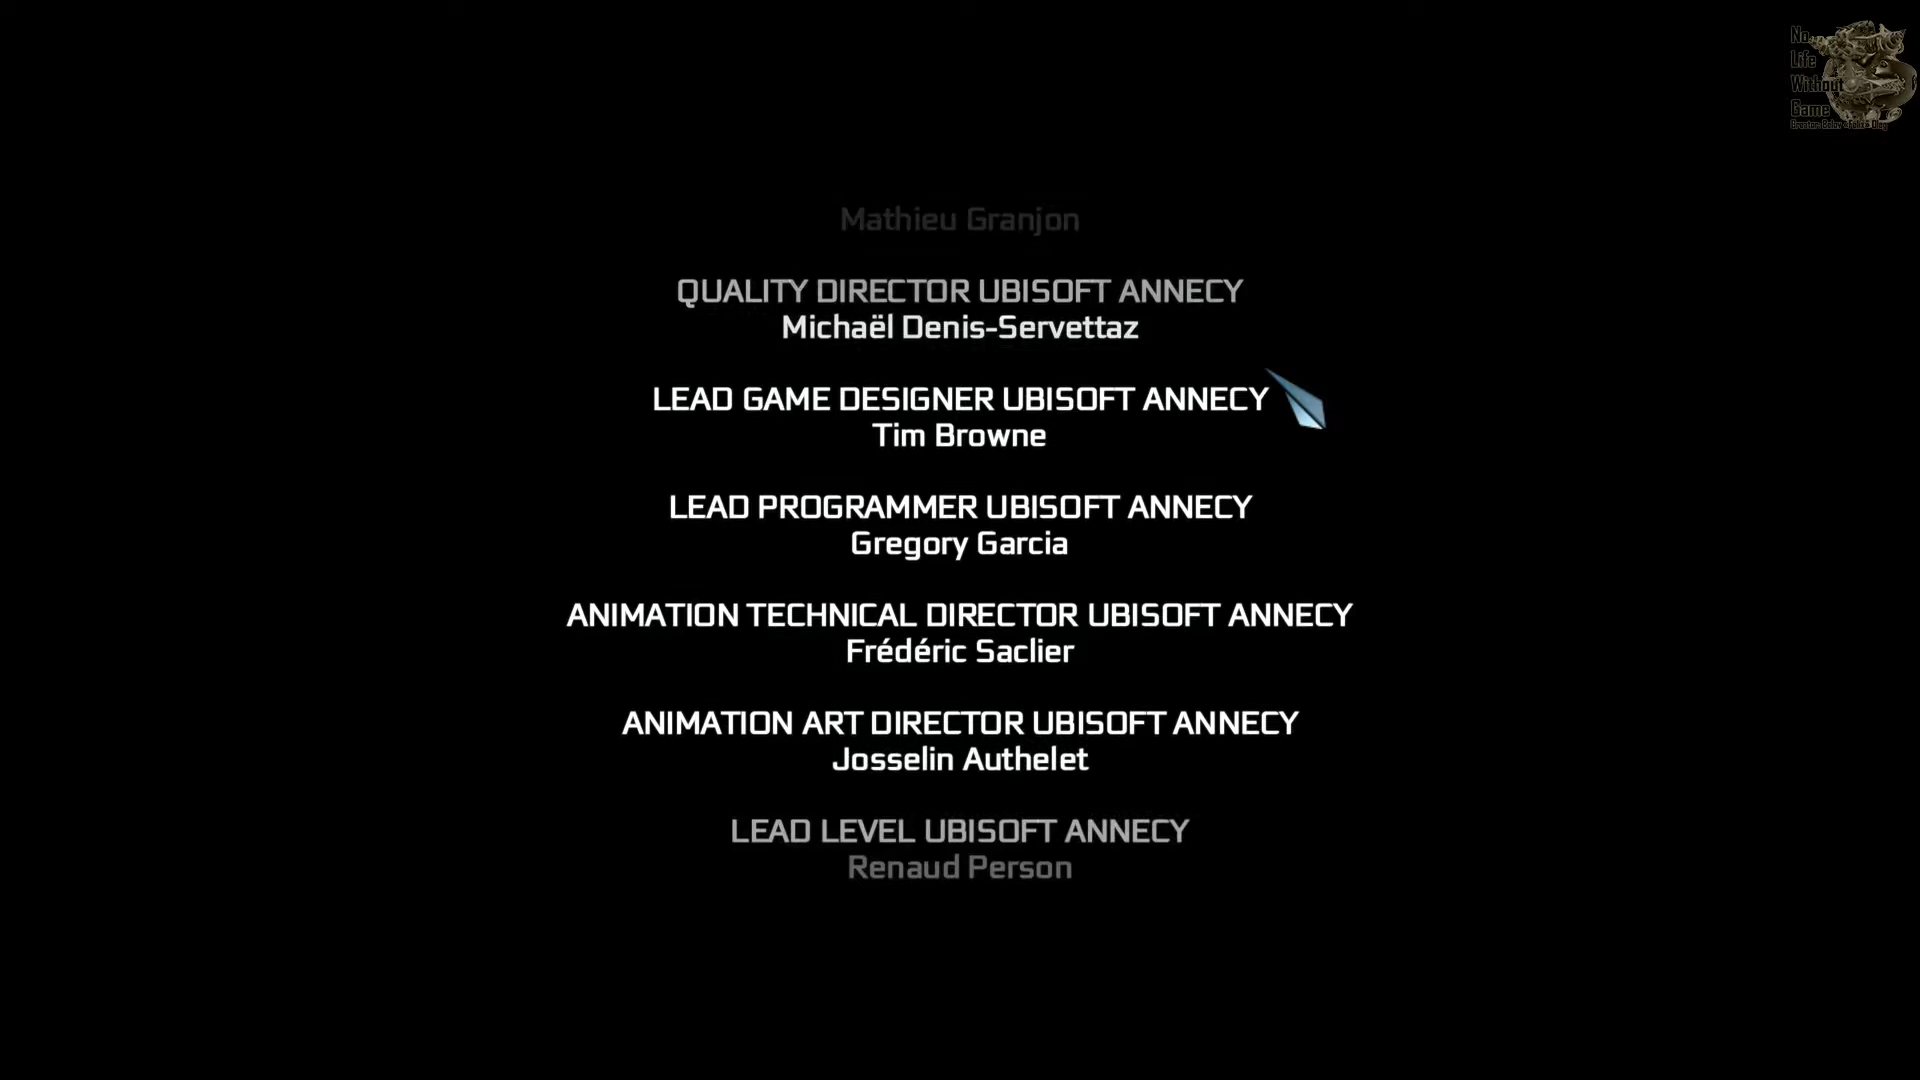 No
Life
Without
Game
Mathieu Granjon
QUALITY DIRECTOR UBISOFT ANNECY
Michaël Denis-Servettaz
LEAD GAME DESIGNER UBISOFT ANNECY
Tim Browne
LEAD PROGRAMMER UBISOFT ANNECY
Gregory Garcia
ANIMATION TECHNICAL DIRECTOR UBISOFT ANNECY
Frédéric Saclier
ANIMATION ART DIRECTOR UBISOFT ANNECY
Josselin Authelet
LEAD LEVEL UBISOFT ANNECY
Renaud Person